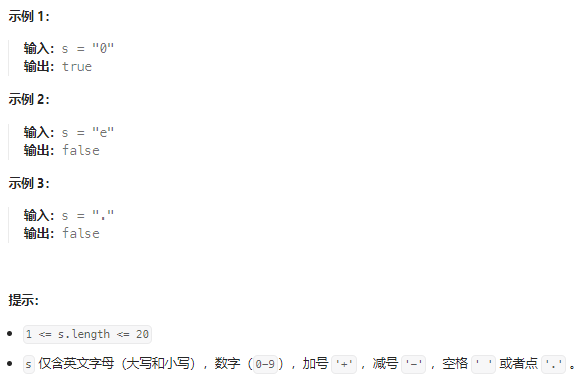 示例 1：
输入：s = "0"
输出：true
示例 2：
输入：s = "e"
输出：false
示例 3：
输入：s = "."
输出：false
提示：
1 <= s.length <= 20
s 仅含英文字母（大写和小写），数字（0-9），加号 '+' ，减号 '-' ，空格 ' ' 或者点 '.' 。